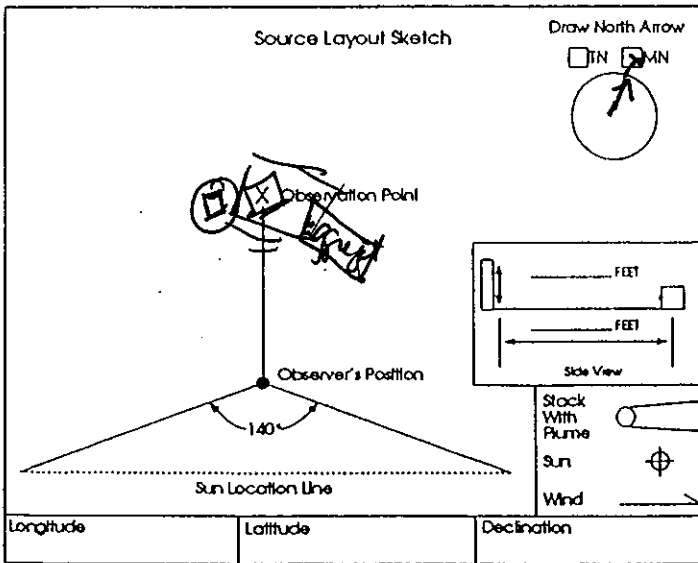 Source Layout Sketch
Draw North Arrow
TN MN
X
Observation Point
FEET
FEET
Side View
Observer's Position
140°
Sun Location Line
Stack
With
Plume
Sun
Wind
Longitude
Latitude
Declination